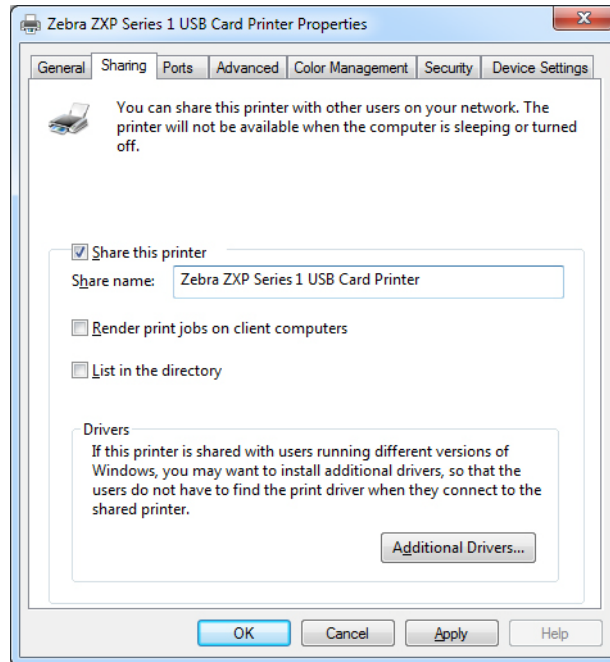 Zebra ZXP Series 1 USB Card Printer Properties
General Sharing Ports Advanced Color Management Security Device Settings
You can share this printer with other users on your network. The
printer will not be available when the computer is sleeping or turned
off.
Share this printer
Share name: Zebra ZXP Series 1 USB Card Printer
Render print jobs on client computers
List in the directory
Drivers
If this printer is shared with users running different versions of
Windows, you may want to install additional drivers, so that the
users do not have to find the print driver when they connect to the
shared printer.
Additional Drivers...
OK Cancel Apply Help